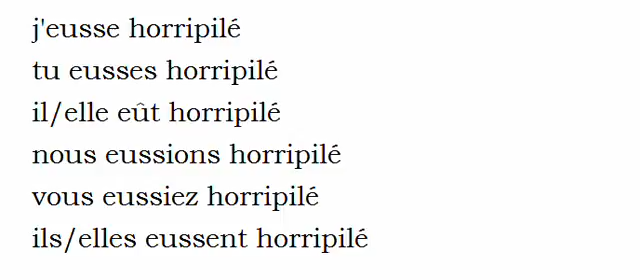 j'eusse horripilé
tu eusses horripilé
il/elle eût horripilé
nous eussions horripilé
vous eussiez horripilé
ils/elles eussent horripilé